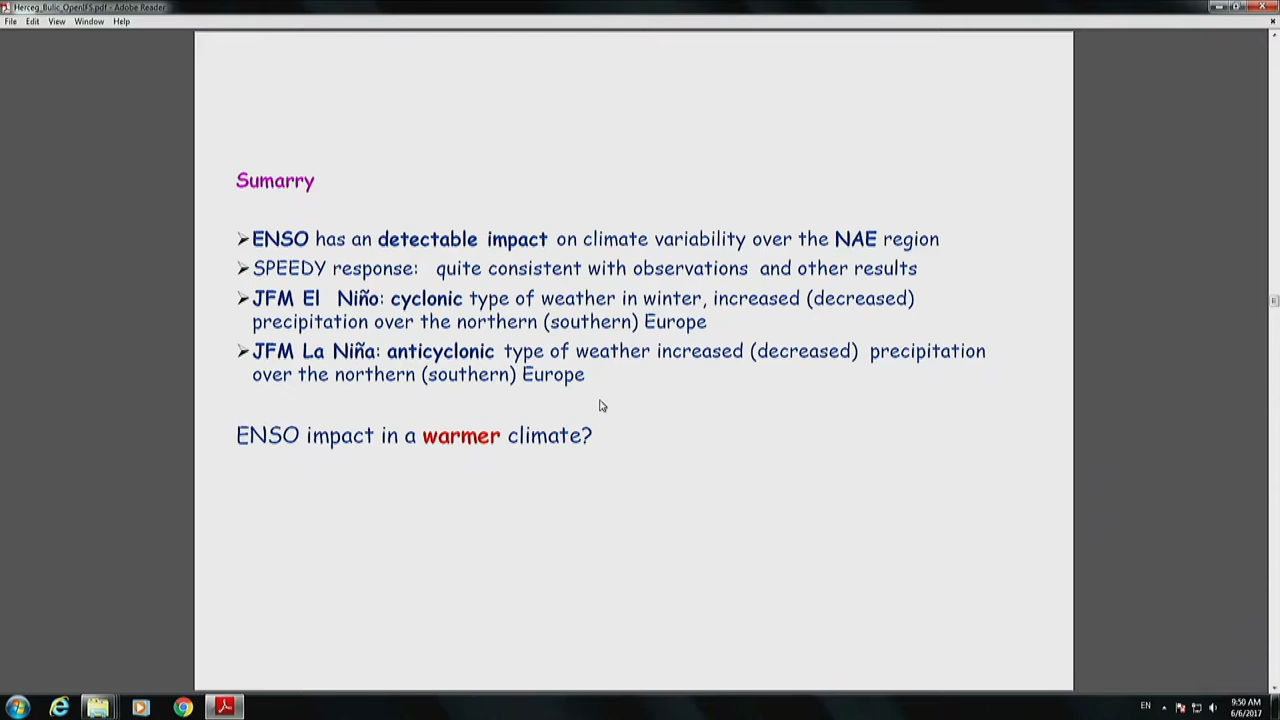 Herceg_Bulic_OpenIFS.pdf - Adobe Reader
File Edit View Window Help
Sumarry
ENSO has an detectable impact on climate variability over the NAE region
SPEEDY response: quite consistent with observations and other results
JFM El Niño: cyclonic type of weather in winter, increased (decreased)
precipitation over the northern (southern) Europe
JFM La Niña: anticyclonic type of weather increased (decreased) precipitation
over the northern (southern) Europe
ENSO impact in a warmer climate?
EN
9:50 AM
6/6/2017